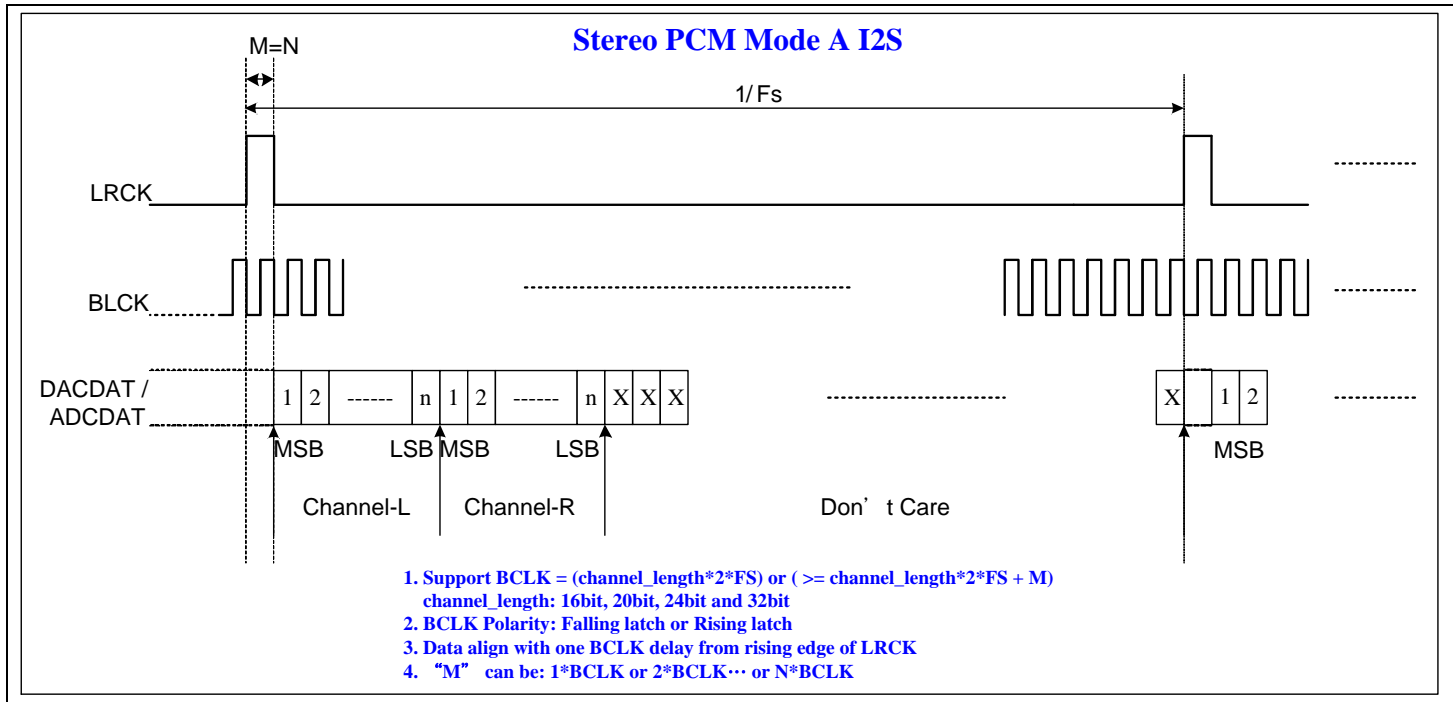 Stereo PCM Mode A I2S
M=N
1/ Fs
LRCK
BLCK
DACDAT /
ADCDAT
1 2 ------ n 1 2 ------ n X X X
X 1 2
MSB LSB MSB LSB MSB
Channel-L Channel-R Don’ t Care
1. Support BCLK = (channel_length*2*FS) or ( >= channel_length*2*FS + M)
channel_length: 16bit, 20bit, 24bit and 32bit
2. BCLK Polarity: Falling latch or Rising latch
3. Data align with one BCLK delay from rising edge of LRCK
4. “M” can be: 1*BCLK or 2*BCLK⋯ or N*BCLK